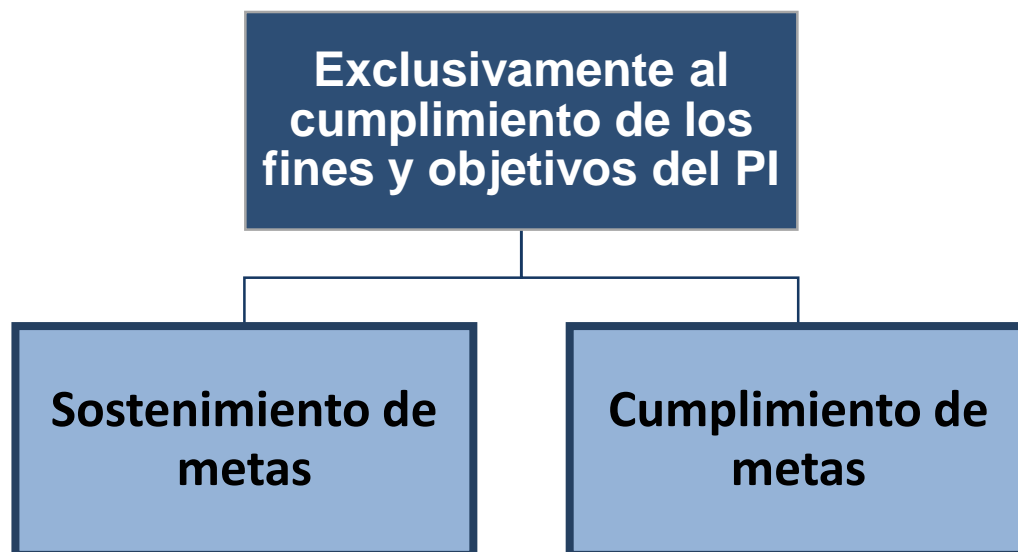 Exclusivamente al
cumplimiento de los
fines y objetivos del PI
Sostenimiento de
metas
Cumplimiento de
metas